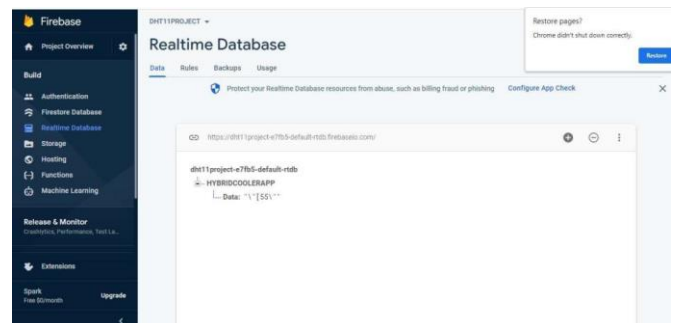 Firebase
Project Overview
Build
Authentication
Firestore Database
Realtime Database
Storage
Hosting
Functions
Machine Learning
Release & Monitor
Crashlytics, Performance, Test La...
Extensions
Spark
Free $0/month
Upgrade
DHT11PROJECT
Realtime Database
Data Rules Backups Usage
Protect your Realtime Database resources from abuse, such as billing fraud or phishing Configure App Check
https://dht11project-e7fb5-default-rtdb.firebaseio.com/
dht11project-e7fb5-default-rtdb
HYBRIDCOOLERAPP
Data:
Restore pages?
Chrome didn't shut down correctly.
Restore